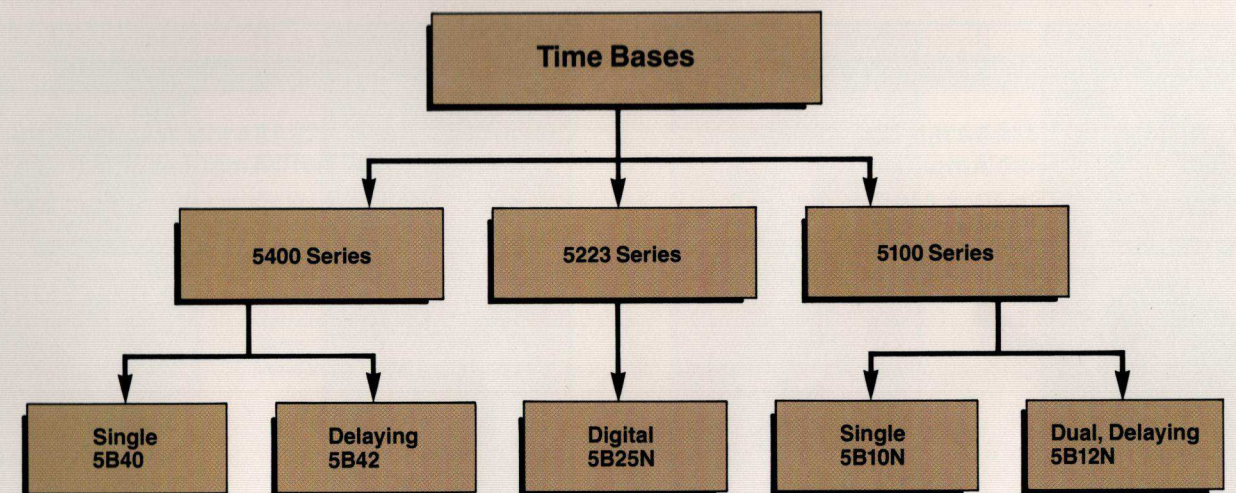 Time Bases
5400 Series
5223 Series
5100 Series
Single
5B40
Delaying
5B42
Digital
5B25N
Single
5B10N
Dual, Delaying
5B12N